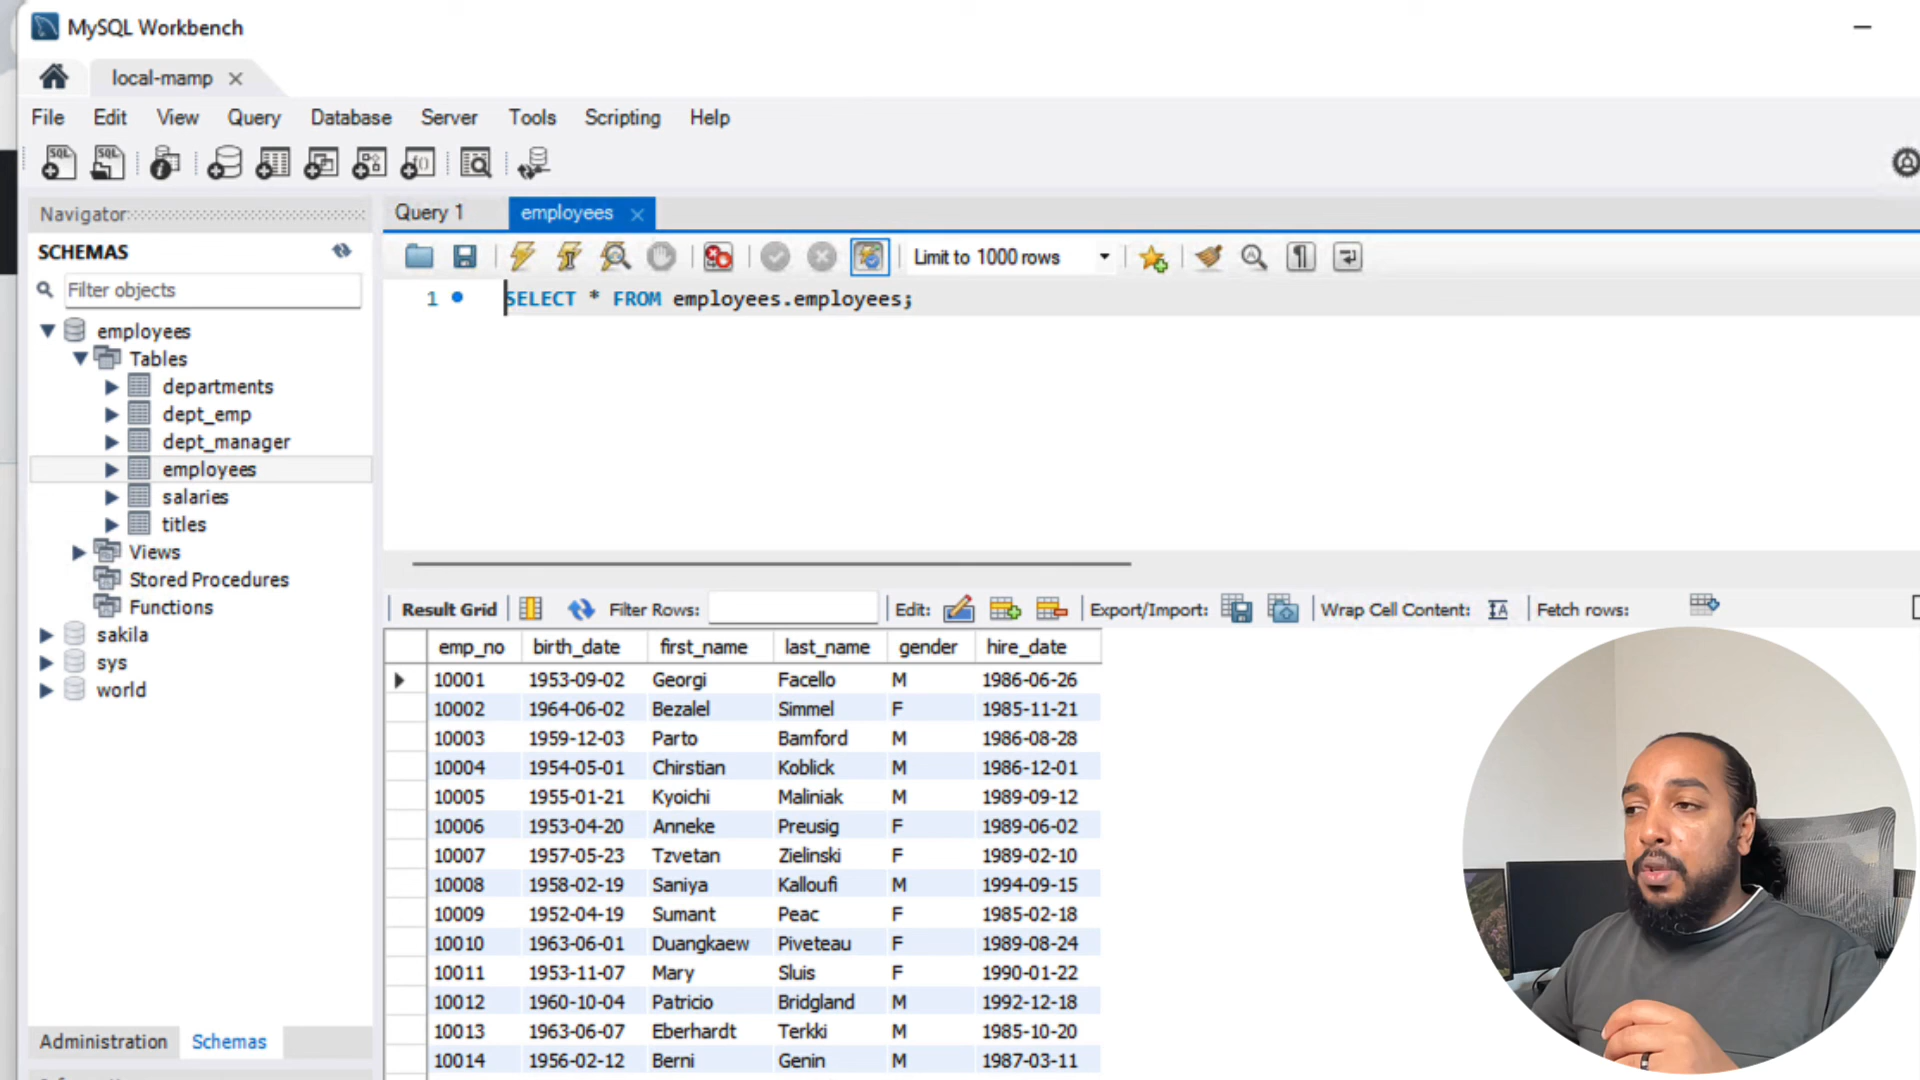 MySQL Workbench
local-mamp
File Edit View Query Database Server Tools Scripting Help
SQL SQL
Navigator
SCHEMAS
Filter objects
employees
Tables
departments
dept_emp
dept_manager
employees
salaries
titles
Views
Stored Procedures
Functions
sakila
sys
world
Administration Schemas
Query 1 employees
Limit to 1000 rows
1 SELECT * FROM employees.employees;
Result Grid Filter Rows: Edit: Export/Import: Wrap Cell Content: Fetch rows:
emp_no birth_date first_name last_name gender hire_date
10001 1953-09-02 Georgi Facello M 1986-06-26
10002 1964-06-02 Bezalel Simmel F 1985-11-21
10003 1959-12-03 Parto Bamford M 1986-08-28
10004 1954-05-01 Chirstian Koblick M 1986-12-01
10005 1955-01-21 Kyoichi Maliniak M 1989-09-12
10006 1953-04-20 Anneke Preusig F 1989-06-02
10007 1957-05-23 Tzvetan Zielinski F 1989-02-10
10008 1958-02-19 Saniya Kalloufi M 1994-09-15
10009 1952-04-19 Sumant Peac F 1985-02-18
10010 1963-06-01 Duangkaew Piveteau F 1989-08-24
10011 1953-11-07 Mary Sluis F 1990-01-22
10012 1960-10-04 Patricio Bridgland M 1992-12-18
10013 1963-06-07 Eberhardt Terkki M 1985-10-20
10014 1956-02-12 Berni Genin M 1987-03-11